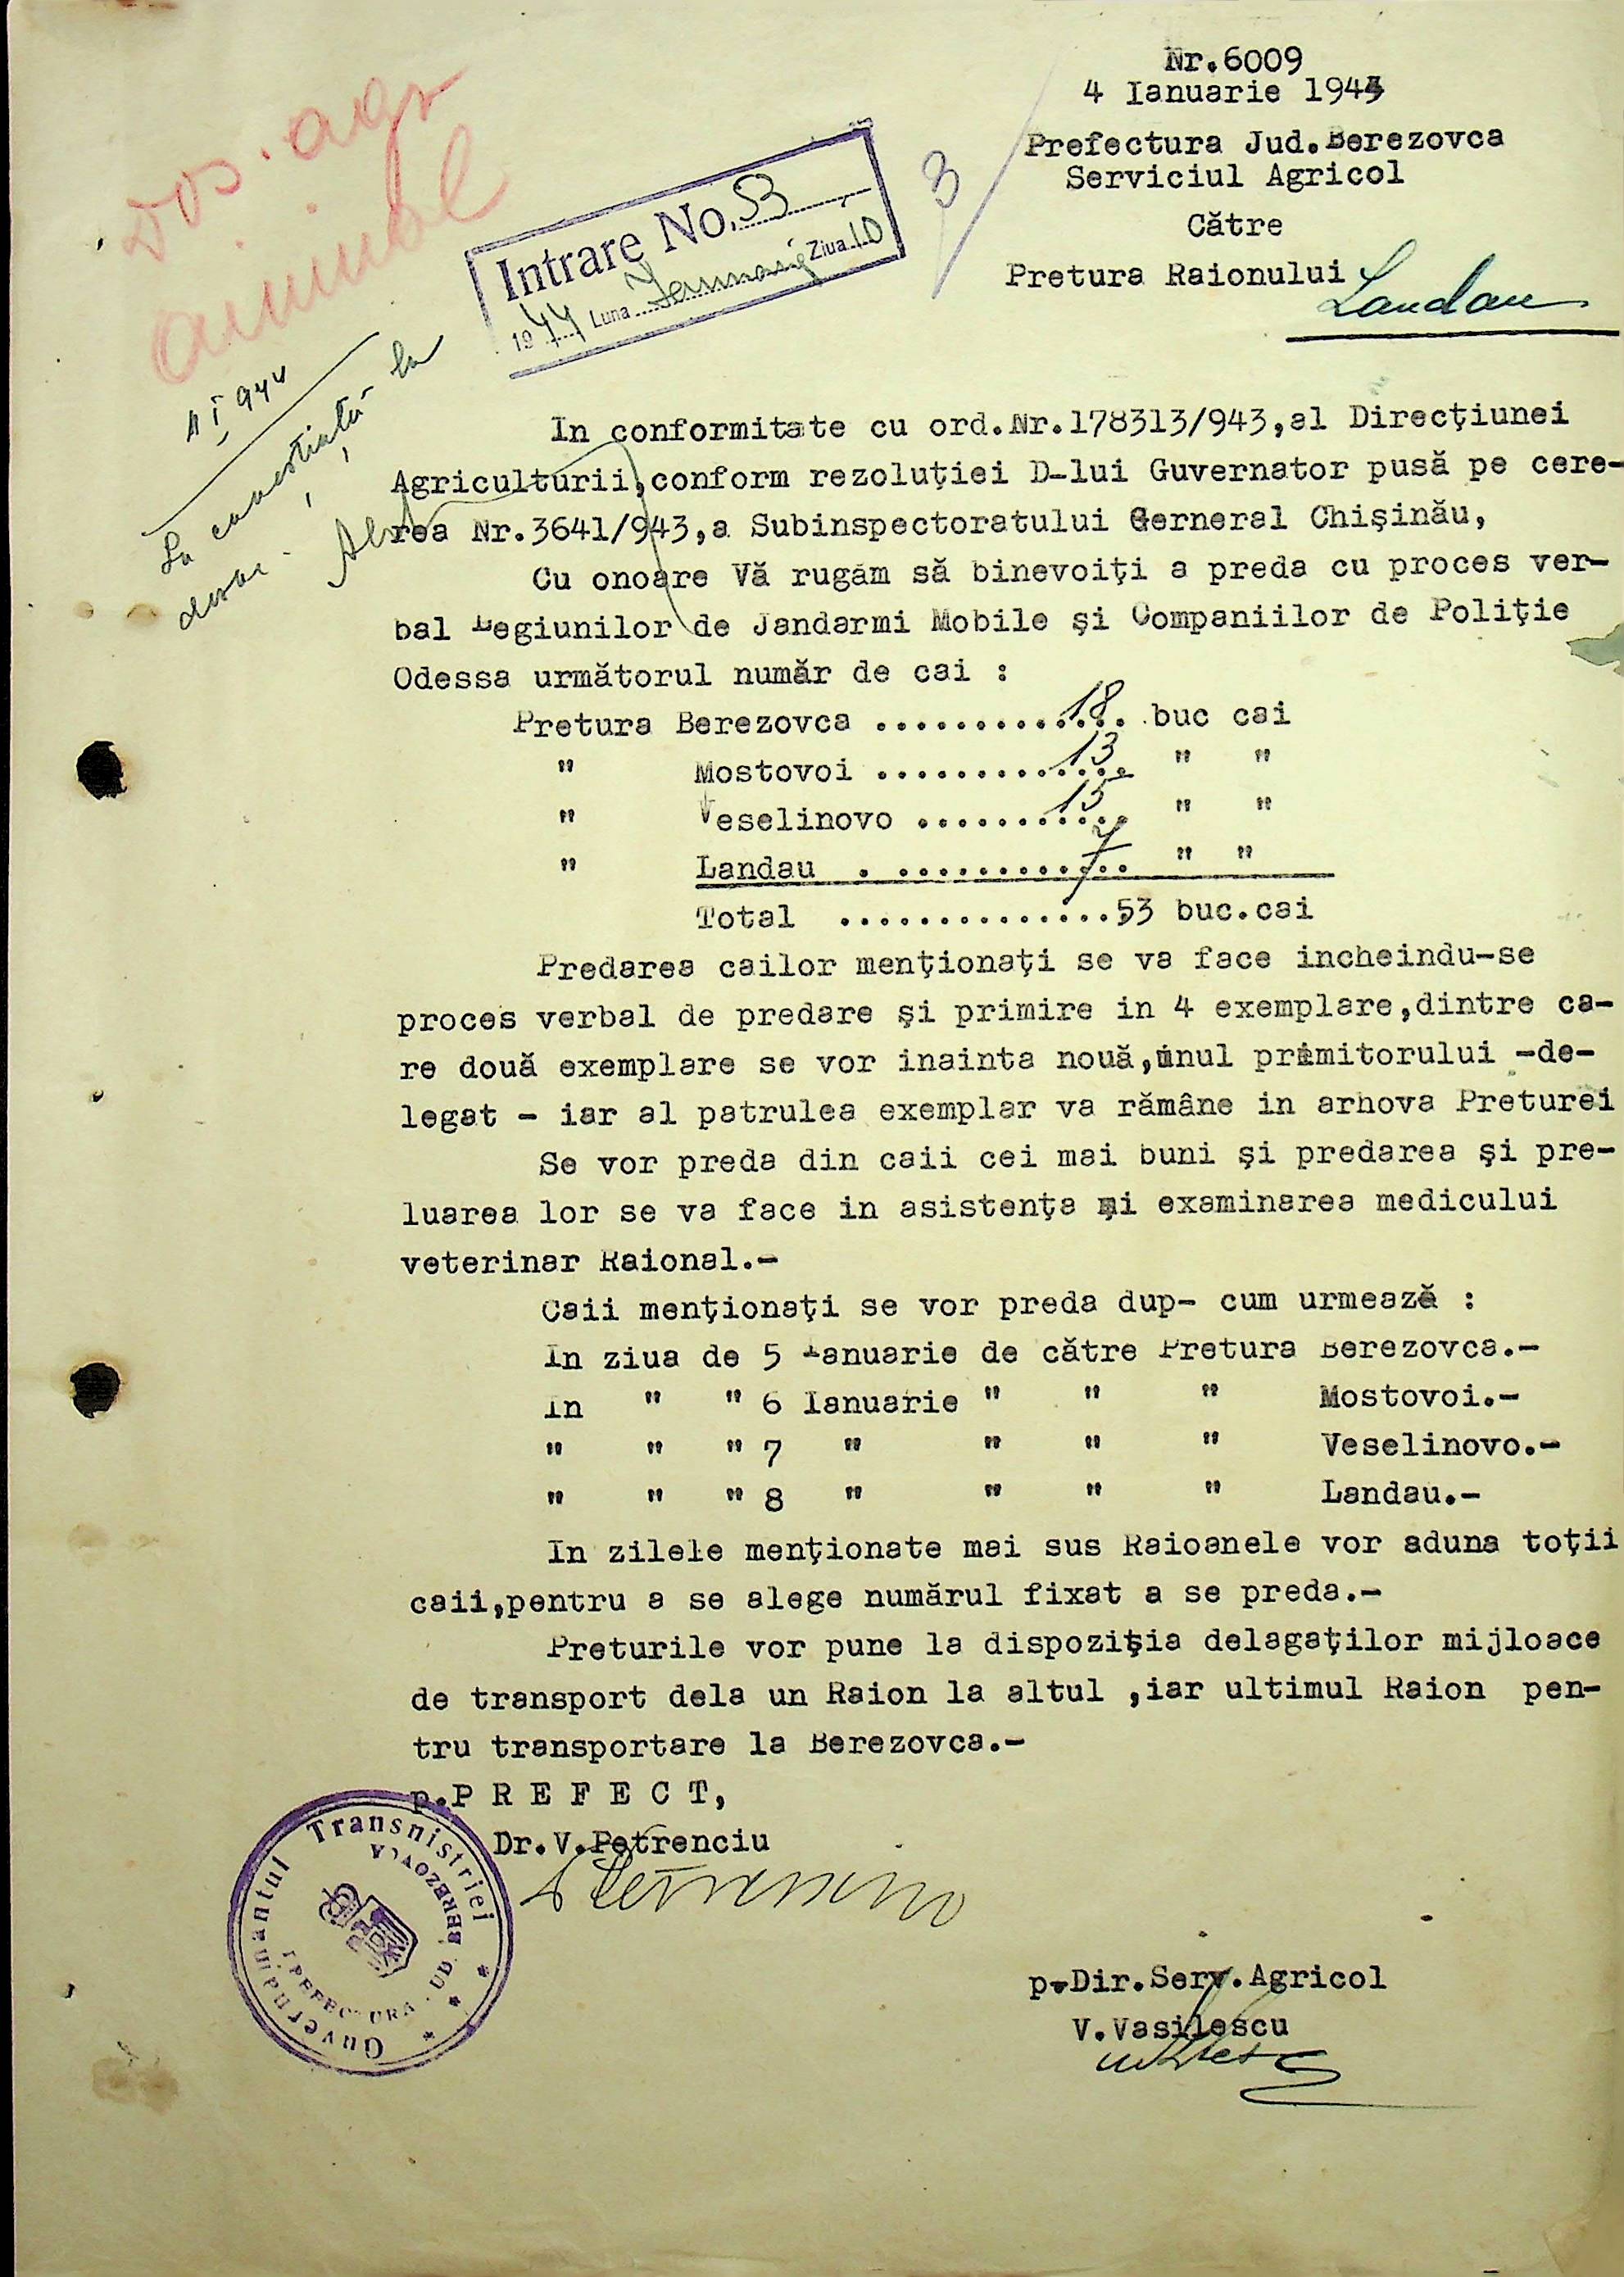 Nr.6009
4 Ianuarie 1944
Prefectura Jud.Berezovca
Serviciul Agricol
Către
Pretura Raionului Landau
Dos. agr
animal
Intrare No. 53
1944 Luna Ianuarie Ziua 10
3
I 944
La cunoştinţă la
In conformitate cu ord.Nr.178313/943,al Direcţiunei
Agriculturii,conform rezoluţiei D-lui Guvernator pusă pe cere-
rea Nr.3641/943,a Subinspectoratului Gerneral Chişinău,
Cu onoare Vă rugăm să binevoiţi a preda cu proces ver-
bal Legiunilor de Jandarmi Mobile şi Companiilor de Poliţie
Odessa următorul număr de cai :
Pretura Berezovca ............. 18 buc cai
" Mostovoi ............. 13 " "
" Veselinovo ........... 15 " "
" Landau . ............ 7 " "
Total ..............53 buc.cai
Predarea cailor menţionaţi se va face incheindu-se
proces verbal de predare şi primire in 4 exemplare,dintre ca-
re două exemplare se vor inainta nouă,unul primitorului -de-
legat - iar al patrulea exemplar va rămâne in arhova Preturei
Se vor preda din caii cei mai buni şi predarea şi pre-
luarea lor se va face in asistenţa şi examinarea medicului
veterinar Raional.-
Caii menţionaţi se vor preda dup- cum urmează :
In ziua de 5 Ianuarie de către Pretura Berezovca.-
In " " 6 Ianuarie " " " Mostovoi.-
" " " 7 " " " " Veselinovo.-
" " " 8 " " " " Landau.-
In zilele menţionate mai sus Raioanele vor aduna toţii
caii,pentru a se alege numărul fixat a se preda.-
Preturile vor pune la dispoziţia delagaţilor mijloace
de transport dela un Raion la altul ,iar ultimul Raion pen-
tru transportare la Berezovca.-
p.P R E F E C T,
Dr.V.Petrenciu
Guvernamantul Transnistriei
PREFECTURA JUD. BEREZOVCA
p.Dir.Serv.Agricol
V.Vasilescu